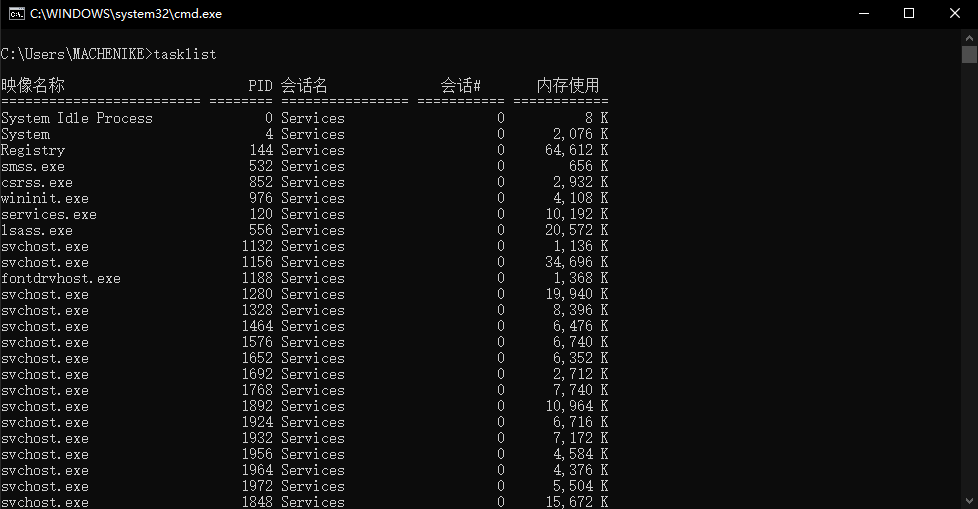 C:\WINDOWS\system32\cmd.exe
C:\Users\MACHENIKE>tasklist
映像名称                       PID 会话名              会话#       内存使用
========================= ======== ================ =========== ============
System Idle Process              0 Services                   0          8 K
System                           4 Services                   0      2,076 K
Registry                       144 Services                   0     64,612 K
smss.exe                       532 Services                   0        656 K
csrss.exe                      852 Services                   0      2,932 K
wininit.exe                    976 Services                   0      4,108 K
services.exe                   120 Services                   0     10,192 K
lsass.exe                      556 Services                   0     20,572 K
svchost.exe                   1132 Services                   0      1,136 K
svchost.exe                   1156 Services                   0     34,696 K
fontdrvhost.exe               1188 Services                   0      1,368 K
svchost.exe                   1280 Services                   0     19,940 K
svchost.exe                   1328 Services                   0      8,396 K
svchost.exe                   1464 Services                   0      6,476 K
svchost.exe                   1576 Services                   0      6,740 K
svchost.exe                   1652 Services                   0      6,352 K
svchost.exe                   1692 Services                   0      2,712 K
svchost.exe                   1768 Services                   0      7,740 K
svchost.exe                   1892 Services                   0     10,964 K
svchost.exe                   1924 Services                   0      6,716 K
svchost.exe                   1932 Services                   0      7,172 K
svchost.exe                   1956 Services                   0      4,584 K
svchost.exe                   1964 Services                   0      4,376 K
svchost.exe                   1972 Services                   0      5,504 K
svchost.exe                   1848 Services                   0     15,672 K